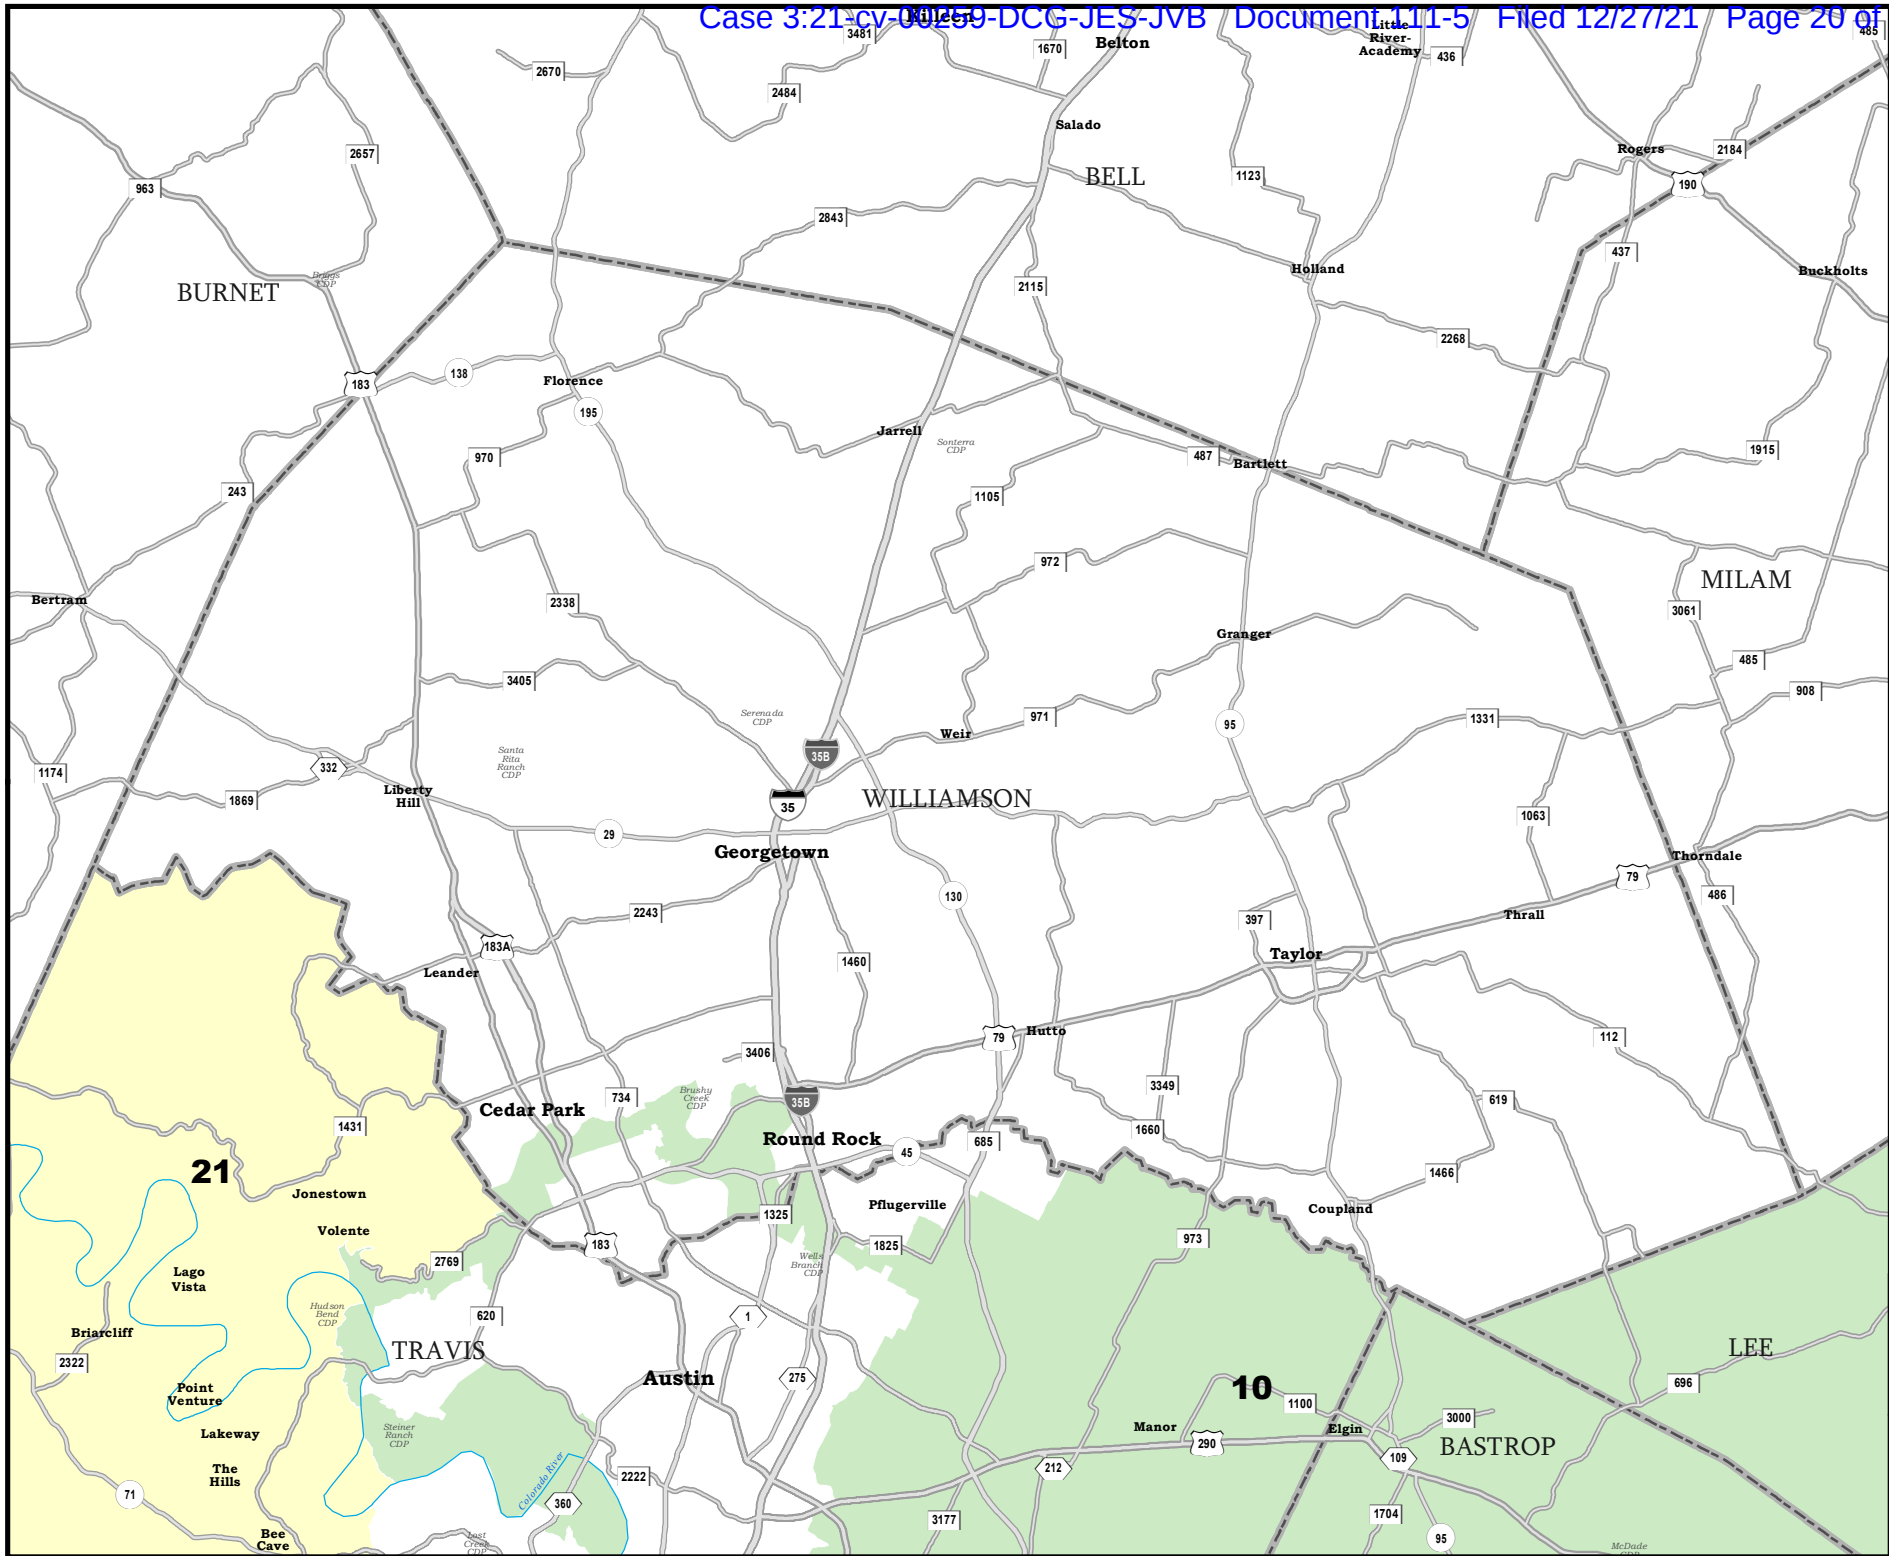 Case 3:21-cv-00259-DCG-JES-JVB Document 111-5 Filed 12/27/21 Page 20 of
Killeen
3481
1670
Belton
Little
River-
Academy
436
485
2670
2484
Salado
2657
963
BELL
1123
Rogers
2184
190
2843
437
Briggs
CDP
BURNET
2115
Holland
Buckholts
2268
183
138
Florence
195
Jarrell
Sonterra
CDP
970
487
Bartlett
1915
243
1105
972
MILAM
Bertram
2338
3061
Granger
3405
485
908
Serenada
CDP
971
Weir
95
1331
Santa
Rita
Ranch
CDP
35B
1174
332
1869
Liberty
Hill
35
WILLIAMSON
1063
29
Georgetown
Thorndale
79
486
130
2243
397
Thrall
183A
Leander
1460
Taylor
3406
79
Hutto
112
734
Brushy
Creek
CDP
35B
3349
619
Cedar Park
1431
Round Rock
45
685
1660
21
1466
Jonestown
Pflugerville
Coupland
1325
Volente
183
1825
973
2769
Wells
Branch
CDP
Lago
Vista
Hudson
Bend
CDP
620
1
Briarcliff
TRAVIS
LEE
2322
Austin
275
10
696
Point
Venture
1100
3000
Steiner
Ranch
CDP
Manor
Elgin
Lakeway
290
BASTROP
109
The
Hills
Colorado River
2222
212
71
360
3177
1704
95
Bee
Cave
Lost
Creek
CDP
McDade
CDP